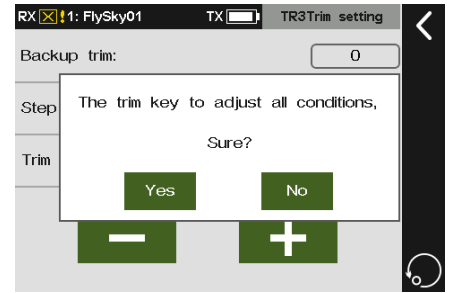 RX 1: FlySky01 TX TR3Trim setting
Backup trim: 0
Step
The trim key to adjust all conditions,
Sure?
Trim
Yes No